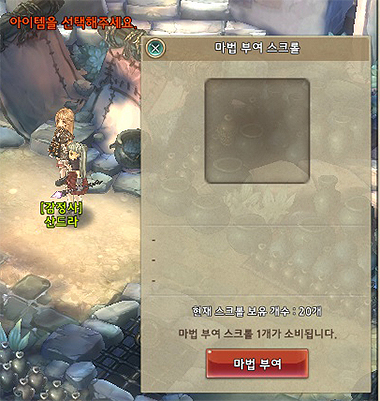 아이템을 선택해주세요
마법 부여 스크롤
[감정사]
산드라
-
-
-
현재 스크롤 보유 개수 : 20개
마법 부여 스크롤 1개가 소비됩니다.
마법 부여